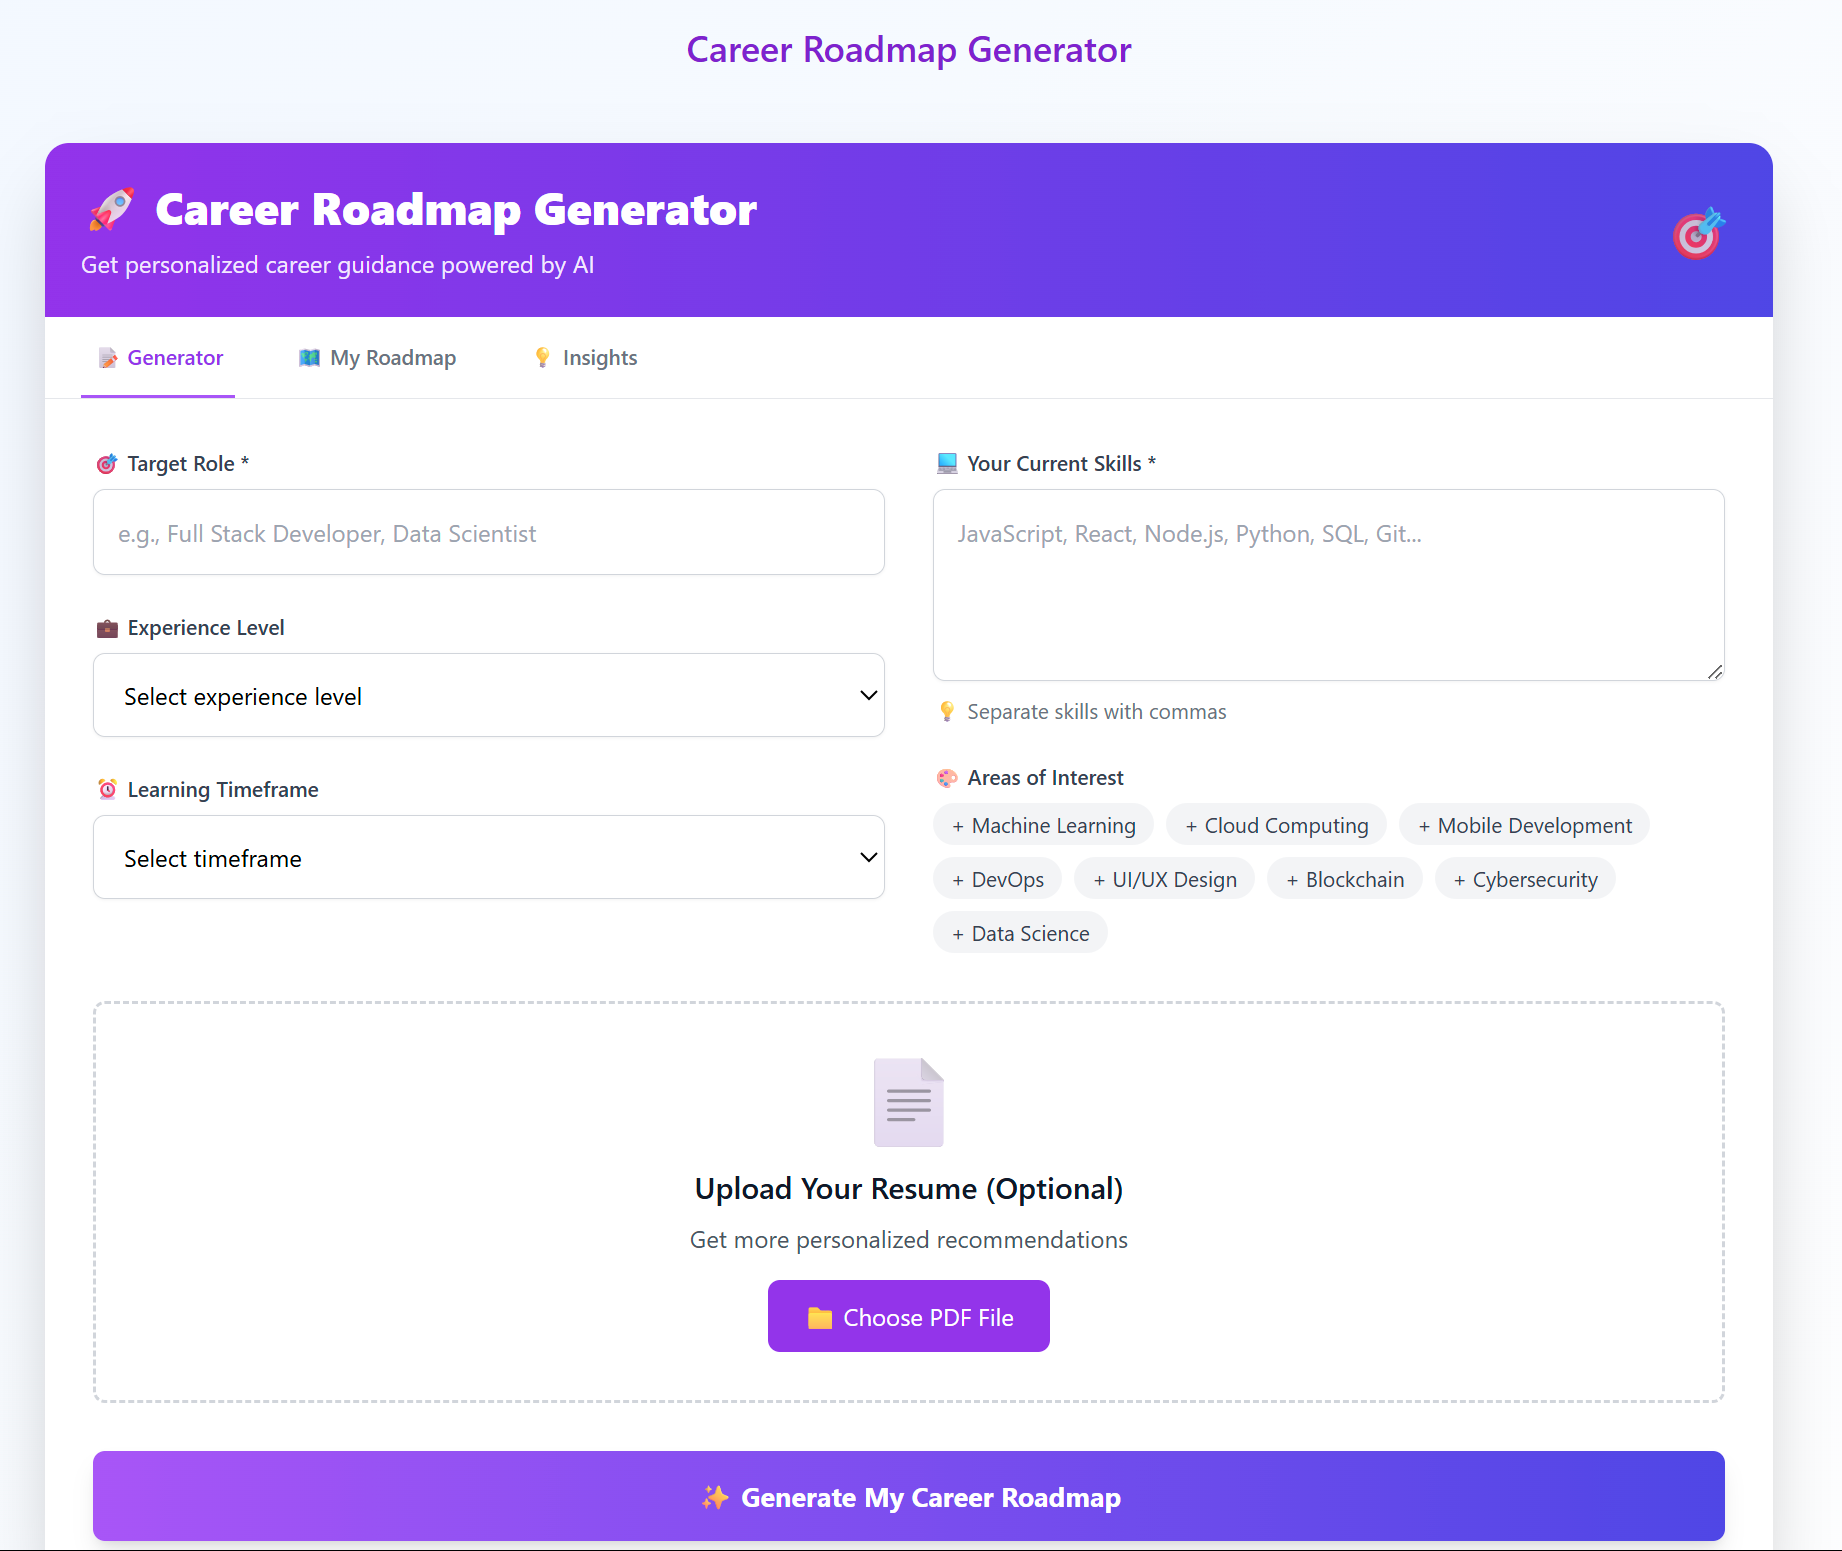 Career Roadmap Generator
🚀 Career Roadmap Generator
Get personalized career guidance powered by AI
📝 Generator
🗺️ My Roadmap
💡 Insights
🎯 Target Role *
e.g., Full Stack Developer, Data Scientist
💼 Experience Level
Select experience level
⏰ Learning Timeframe
Select timeframe
💻 Your Current Skills *
JavaScript, React, Node.js, Python, SQL, Git...
💡 Separate skills with commas
🎨 Areas of Interest
+ Machine Learning
+ Cloud Computing
+ Mobile Development
+ DevOps
+ UI/UX Design
+ Blockchain
+ Cybersecurity
+ Data Science
Upload Your Resume (Optional)
Get more personalized recommendations
📁 Choose PDF File
✨ Generate My Career Roadmap